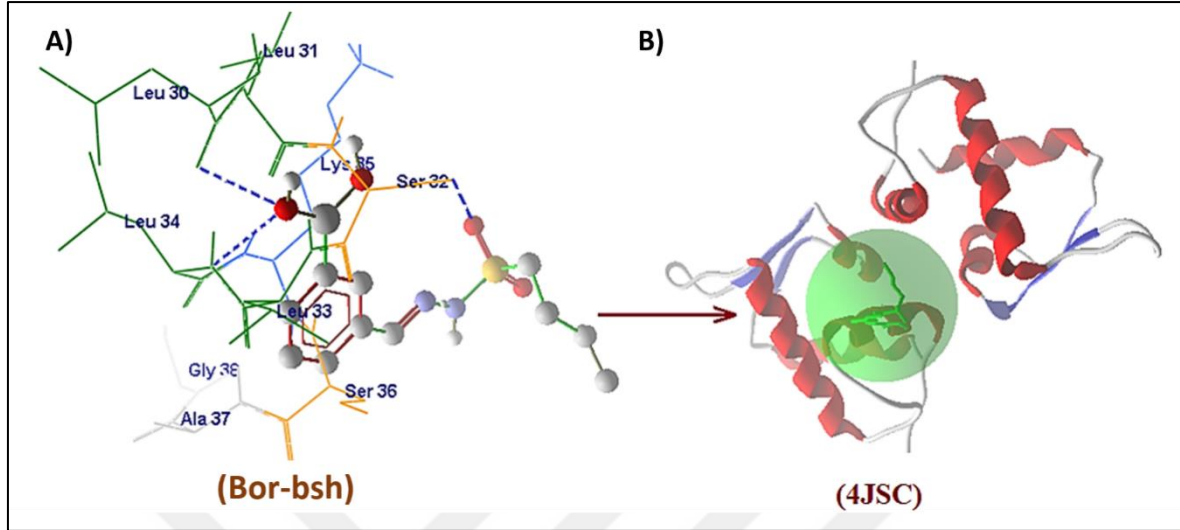 A)
B)
Leu 31
Leu 30
Lys 35
Ser 32
Leu 34
Leu 33
Gly 38
Ser 36
Ala 37
(Bor-bsh)
(4JSC)